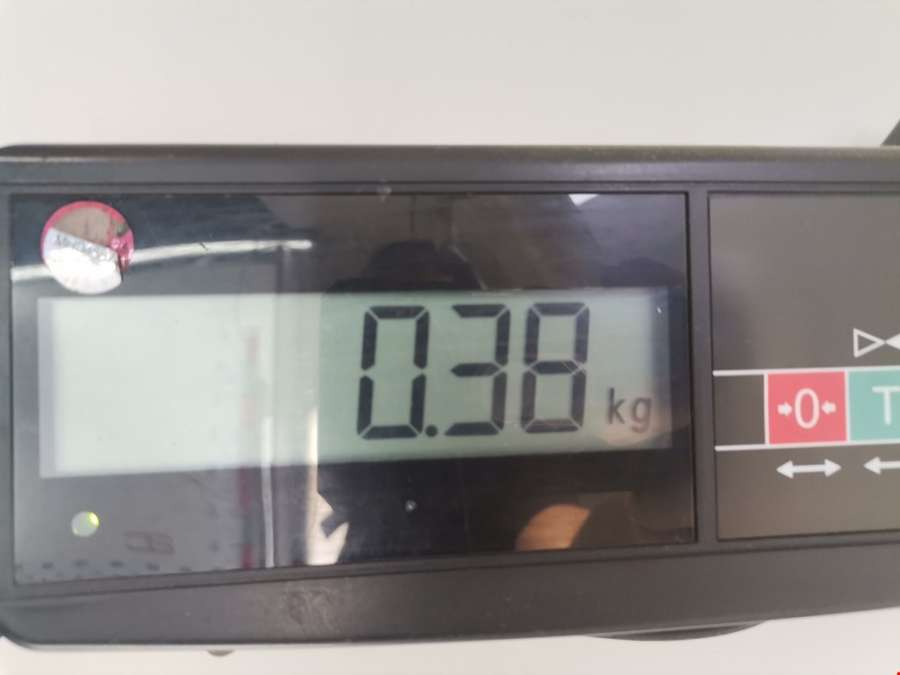 0.38 kg
→0← T